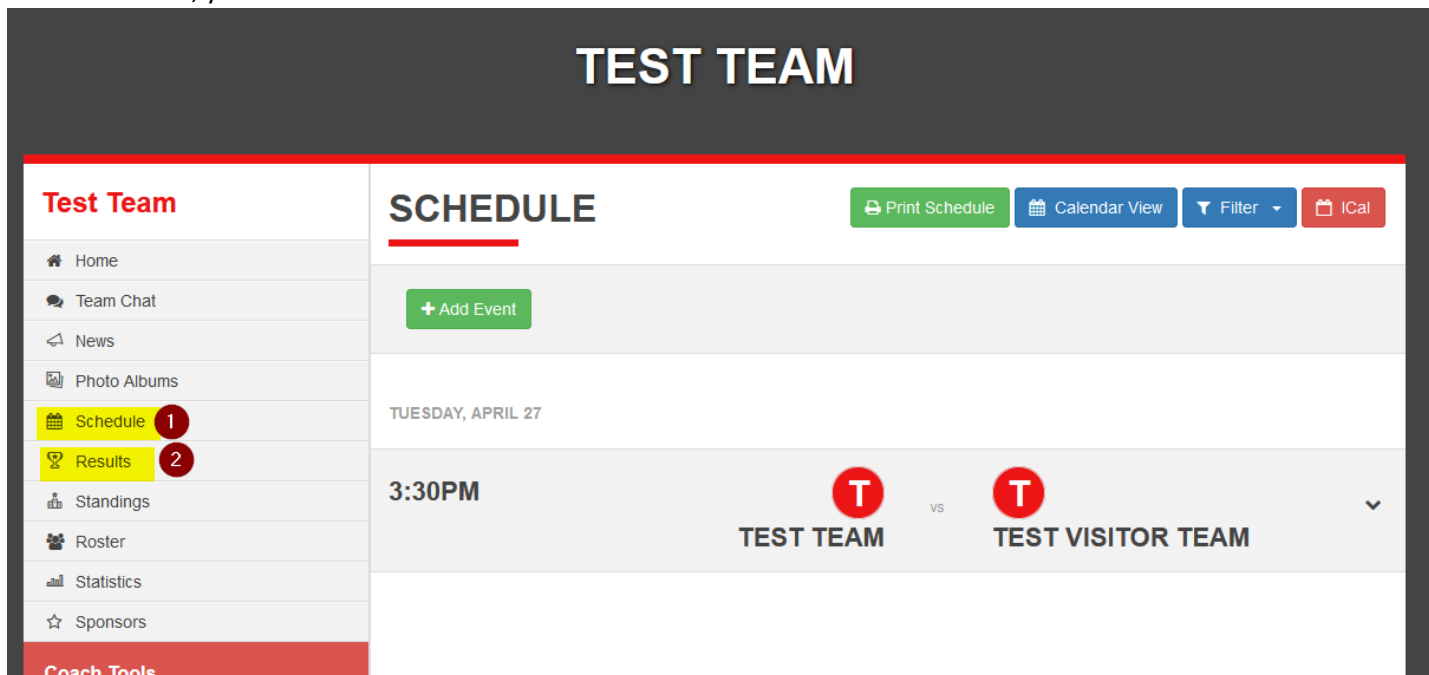 TEST TEAM
Test Team
Home
Team Chat
News
Photo Albums
Schedule 1
Results 2
Standings
Roster
Statistics
Sponsors
Coach Tools
SCHEDULE
Print Schedule
Calendar View
Filter
ICal
+ Add Event
TUESDAY, APRIL 27
3:30PM
T
vs
T
TEST TEAM
TEST VISITOR TEAM